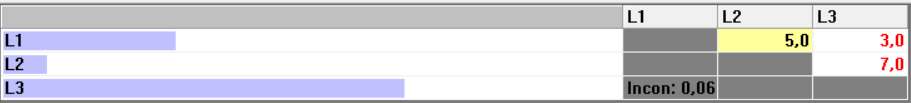 L1 L2 L3
L1 5,0 3,0
L2 7,0
L3 Incon: 0,06